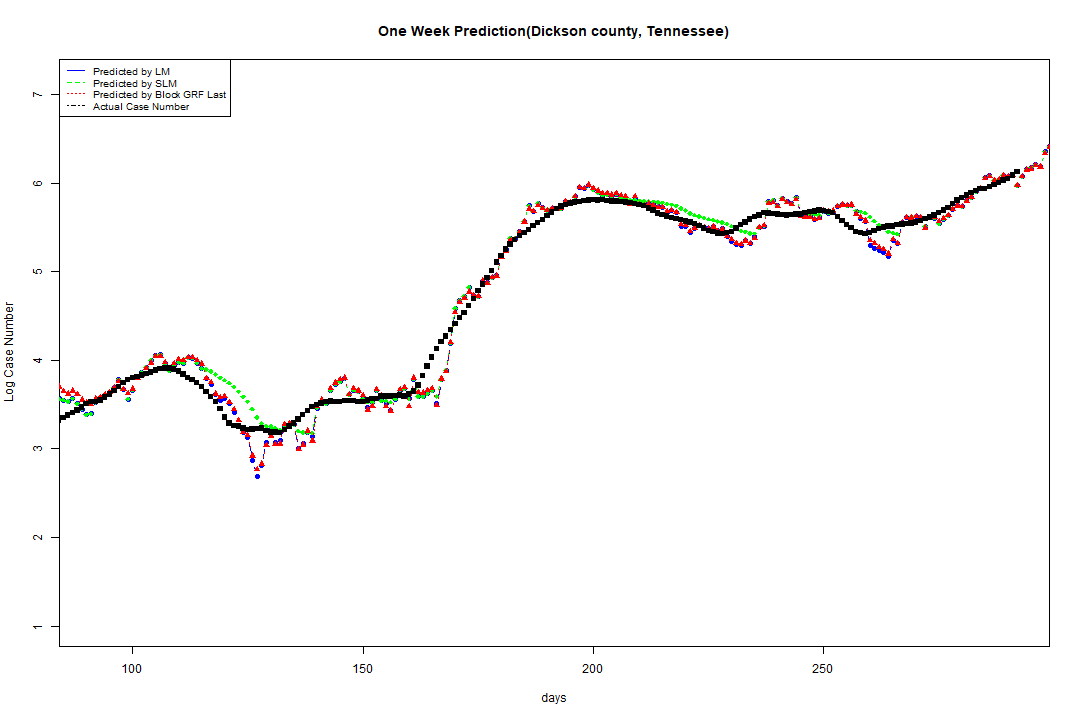 One Week Prediction(Dickson county, Tennessee)
Predicted by LM
Predicted by SLM
Predicted by Block GRF Last
Actual Case Number
7
6
5
4
3
2
1
Log Case Number
100 150 200 250
days